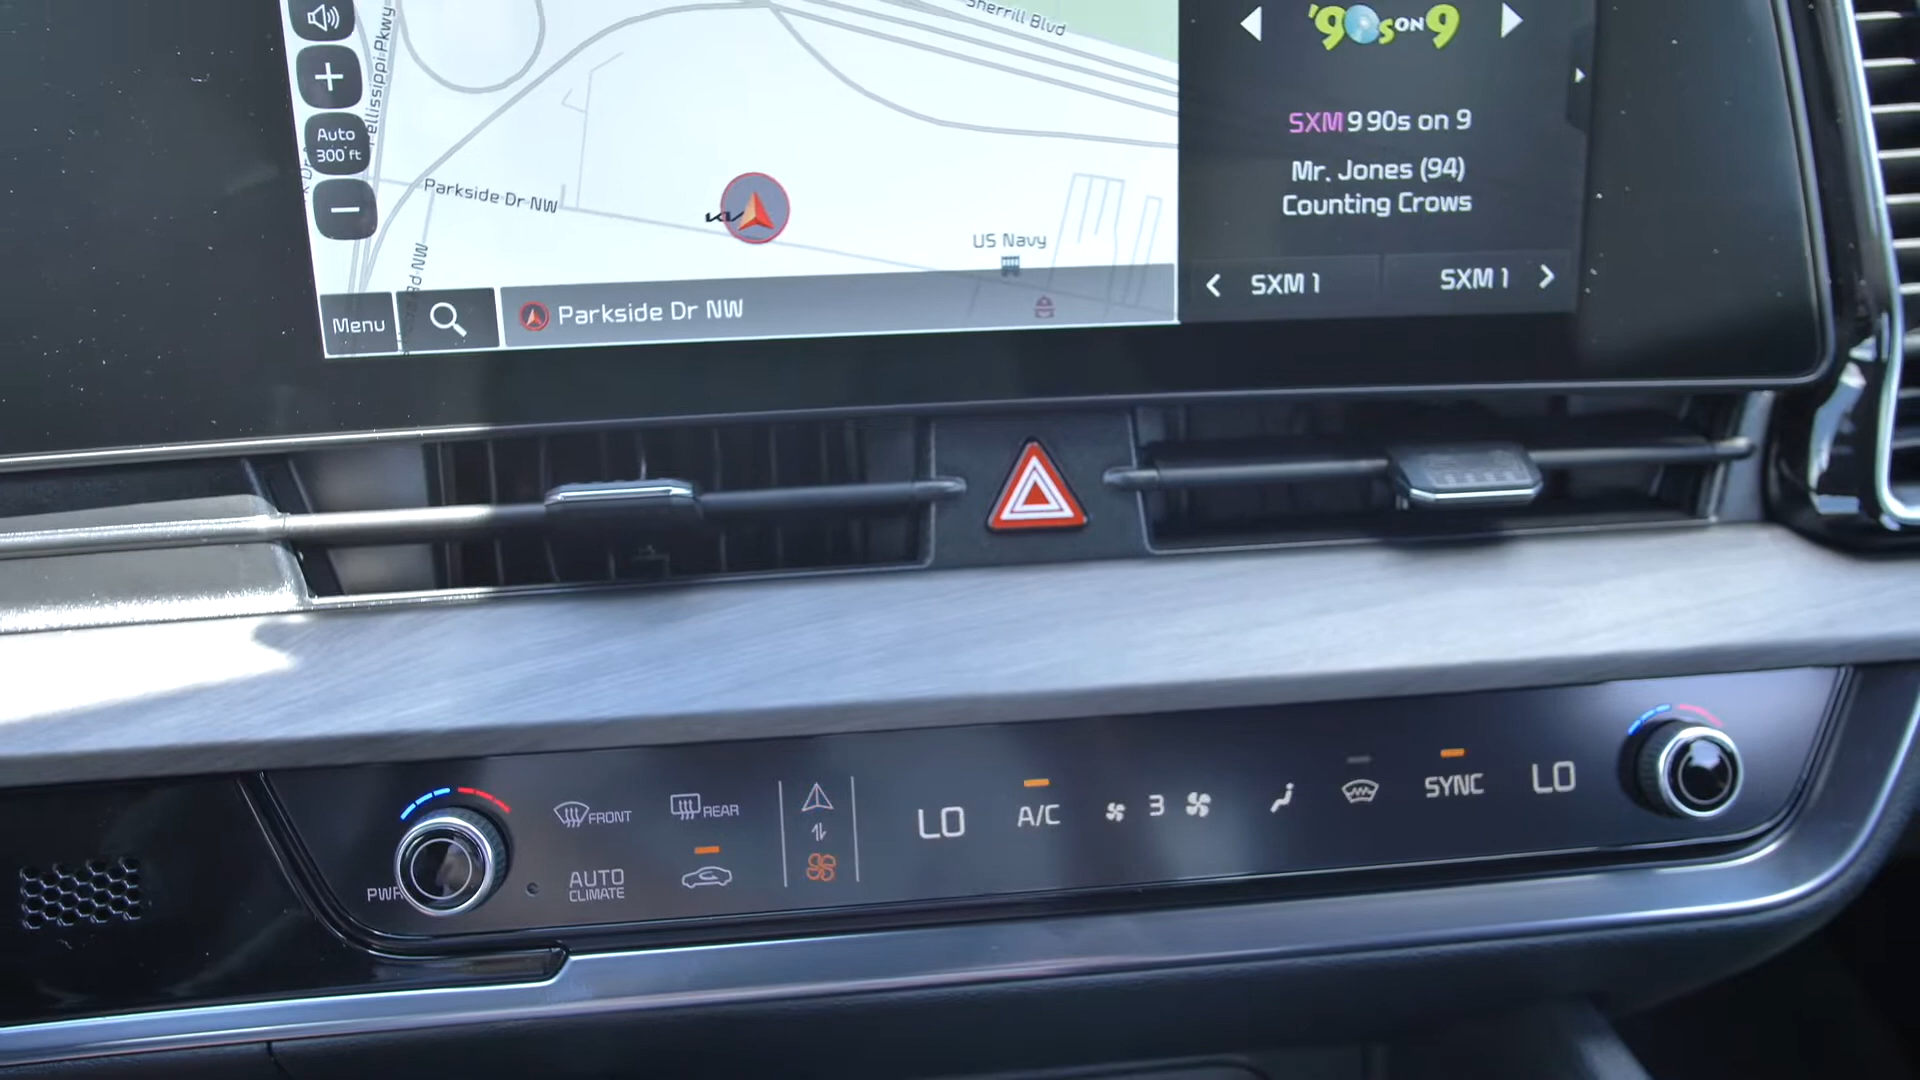 Sherrill Blvd
Pellissippi Pkwy
Auto
300 ft
Parkside Dr NW
KIA
US Navy
Menu
Parkside Dr NW
'90s ON 9
SXM 9 90s on 9
Mr. Jones (94)
Counting Crows
SXM 1
SXM 1
PWR
FRONT
REAR
AUTO
CLIMATE
LO
A/C
3
SYNC
LO